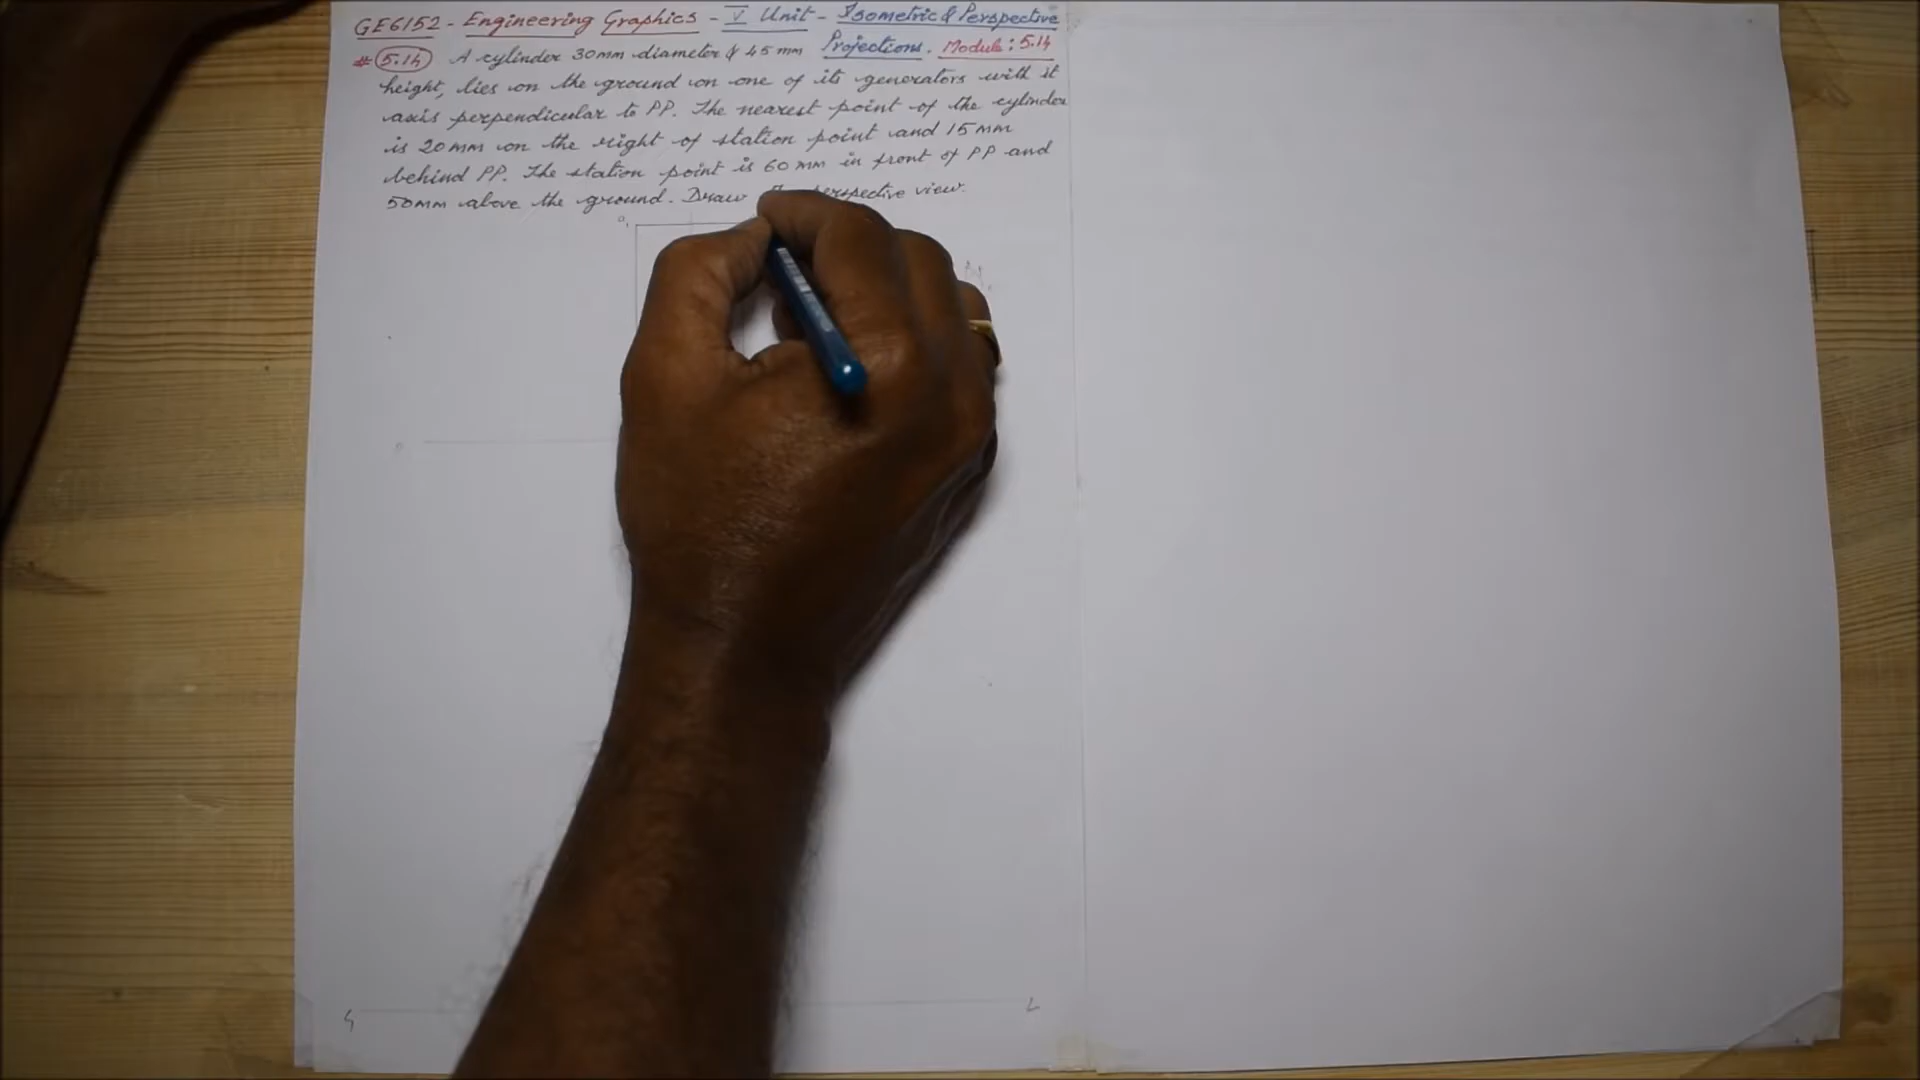 GE6152 - Engineering Graphics - V Unit - Isometric & Perspective
Projections. Module: 5.14
# 5.14 A cylinder 30mm diameter & 45 mm
height, lies on the ground on one of its generators with it
axis perpendicular to PP. The nearest point of the cylinder
is 20mm on the right of station point and 15mm
behind PP. The station point is 60 mm in front of PP and
50mm above the ground. Draw perspective view.
G L